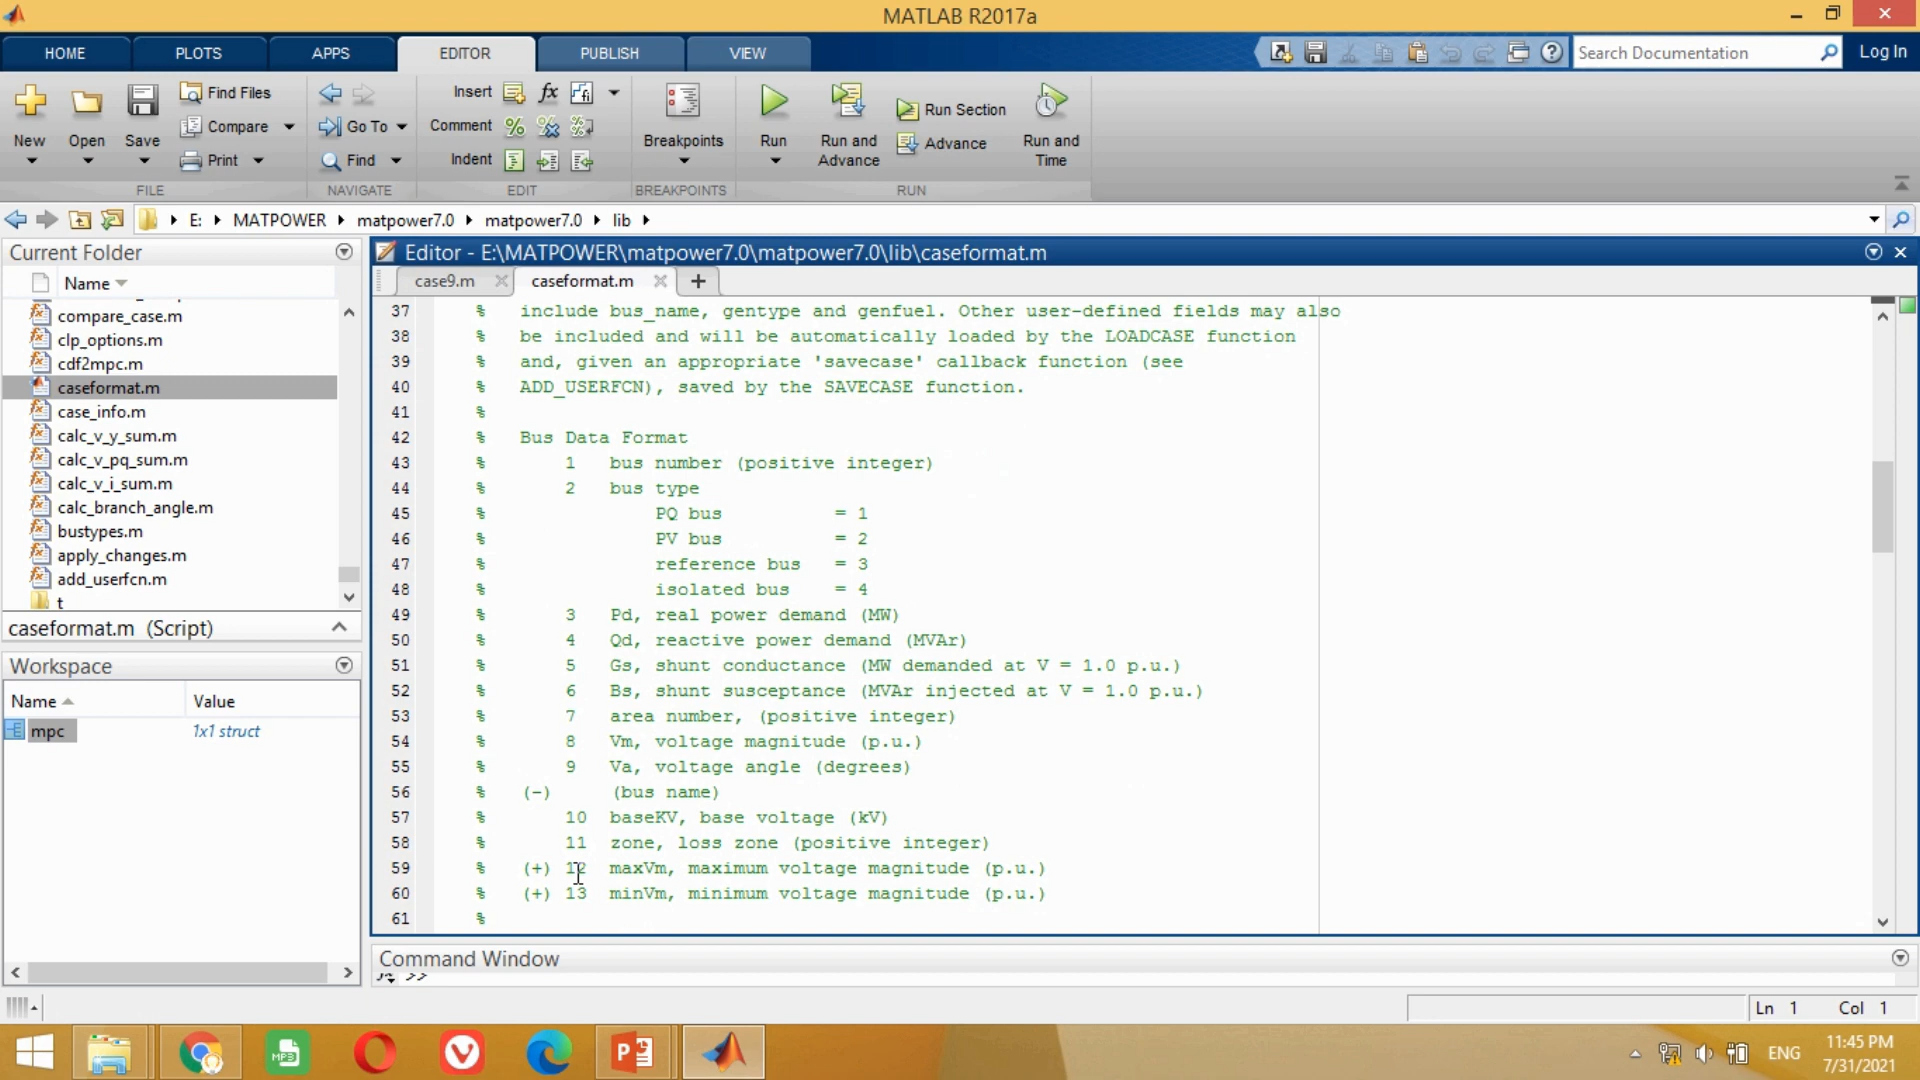 MATLAB R2017a
HOME PLOTS APPS EDITOR PUBLISH VIEW
Search Documentation
Log In
New
Open
Save
Find Files
Compare
Print
FILE
Go To
Find
NAVIGATE
Insert
Comment
Indent
EDIT
Breakpoints
BREAKPOINTS
Run
Run and Advance
Run Section
Advance
Run and Time
RUN
E: MATPOWER matpower7.0 matpower7.0 lib
Current Folder
Name
compare_case.m
clp_options.m
cdf2mpc.m
caseformat.m
case_info.m
calc_v_y_sum.m
calc_v_pq_sum.m
calc_v_i_sum.m
calc_branch_angle.m
bustypes.m
apply_changes.m
add_userfcn.m
t
caseformat.m (Script)
Workspace
Name Value
mpc 1x1 struct
Editor - E:\MATPOWER\matpower7.0\matpower7.0\lib\caseformat.m
case9.m caseformat.m
37 % include bus_name, gentype and genfuel. Other user-defined fields may also
38 % be included and will be automatically loaded by the LOADCASE function
39 % and, given an appropriate 'savecase' callback function (see
40 % ADD_USERFCN), saved by the SAVECASE function.
41 %
42 % Bus Data Format
43 % 1 bus number (positive integer)
44 % 2 bus type
45 % PQ bus = 1
46 % PV bus = 2
47 % reference bus = 3
48 % isolated bus = 4
49 % 3 Pd, real power demand (MW)
50 % 4 Qd, reactive power demand (MVAr)
51 % 5 Gs, shunt conductance (MW demanded at V = 1.0 p.u.)
52 % 6 Bs, shunt susceptance (MVAr injected at V = 1.0 p.u.)
53 % 7 area number, (positive integer)
54 % 8 Vm, voltage magnitude (p.u.)
55 % 9 Va, voltage angle (degrees)
56 % (-) (bus name)
57 % 10 baseKV, base voltage (kV)
58 % 11 zone, loss zone (positive integer)
59 % (+) 12 maxVm, maximum voltage magnitude (p.u.)
60 % (+) 13 minVm, minimum voltage magnitude (p.u.)
61 %
Command Window
>>
Ln 1 Col 1
MP3
ENG
11:45 PM
7/31/2021